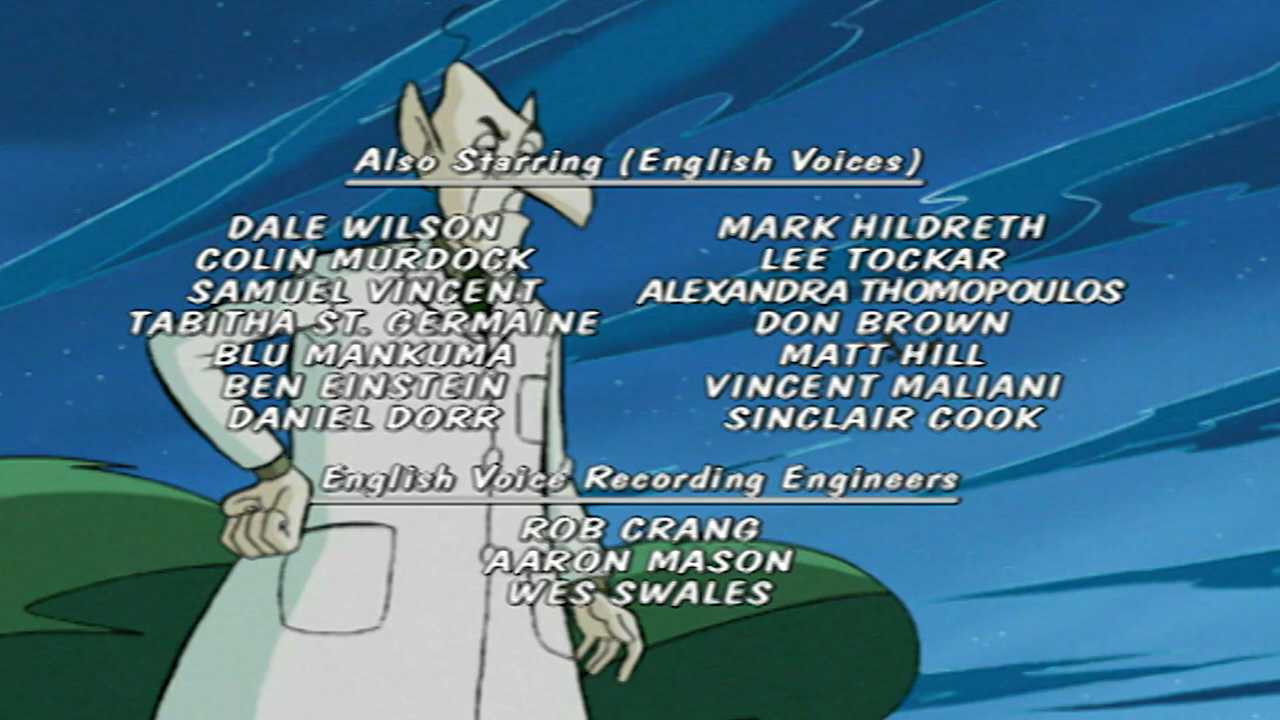 Also Starring (English Voices)
DALE WILSON
COLIN MURDOCK
SAMUEL VINCENT
TABITHA ST. GERMAINE
BLU MANKUMA
BEN EINSTEIN
DANIEL DORR
MARK HILDRETH
LEE TOCKAR
ALEXANDRA THOMOPOULOS
DON BROWN
MATT HILL
VINCENT MALIANI
SINCLAIR COOK
English Voice Recording Engineers
ROB CRANG
AARON MASON
WES SWALES